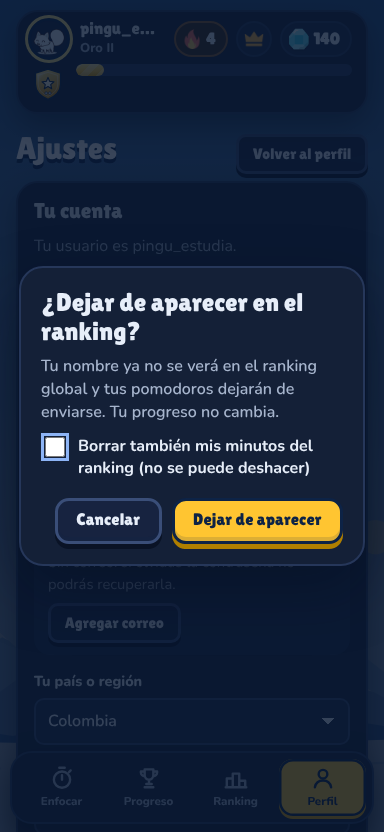 pingu_e...
Oro II
4
140
Ajustes
Volver al perfil
Tu cuenta
Tu usuario es pingu_estudia.
¿Dejar de aparecer en el
ranking?
Tu nombre ya no se verá en el ranking
global y tus pomodoros dejarán de
enviarse. Tu progreso no cambia.
Borrar también mis minutos del
ranking (no se puede deshacer)
Cancelar
Dejar de aparecer
podrás recuperarla.
Agregar correo
Tu país o región
Colombia
Enfocar
Progreso
Ranking
Perfil